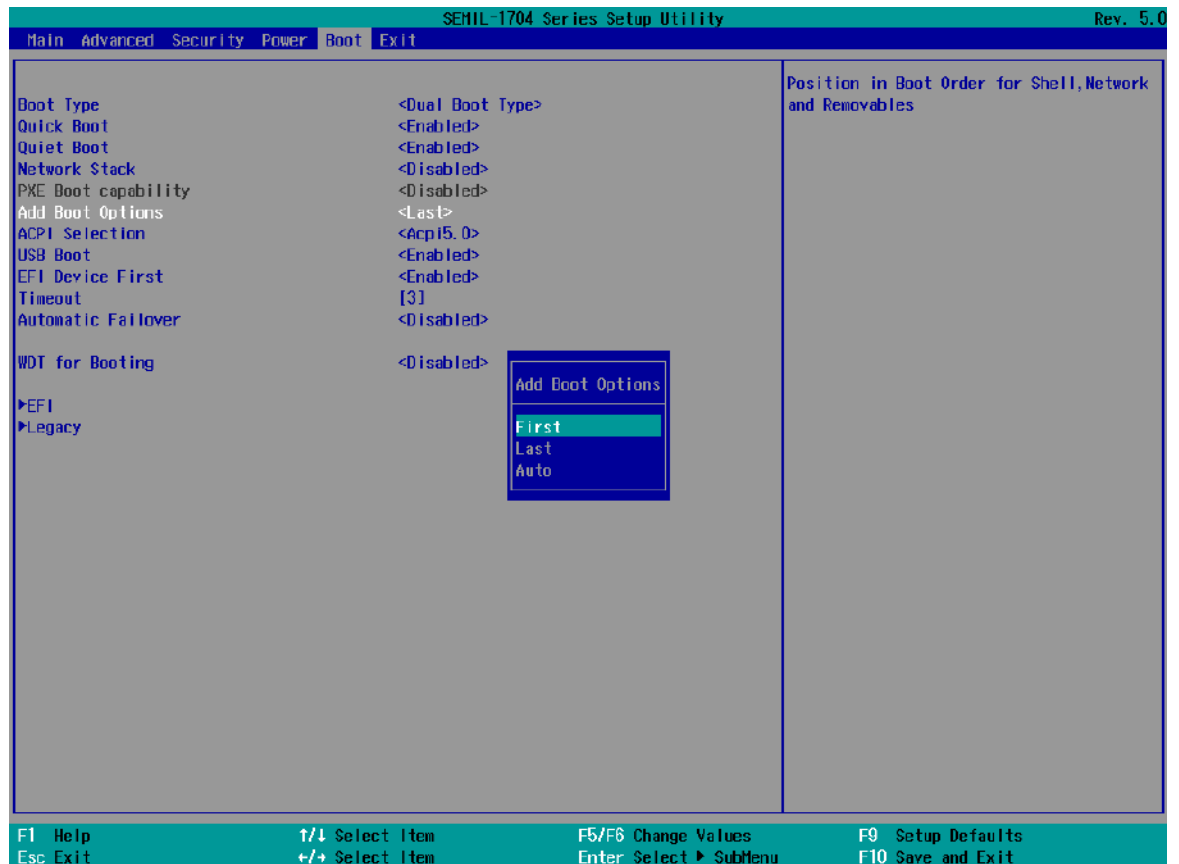 SEMIL-1704 Series Setup Utility Rev. 5.0
Main Advanced Security Power Boot Exit
Position in Boot Order for Shell,Network
and Removables
Boot Type <Dual Boot Type>
Quick Boot <Enabled>
Quiet Boot <Enabled>
Network Stack <Disabled>
PXE Boot capability <Disabled>
Add Boot Options <Last>
ACPI Selection <Acpi5.0>
USB Boot <Enabled>
EFI Device First <Enabled>
Timeout [3]
Automatic Failover <Disabled>
WDT for Booting <Disabled>
►EFI
►Legacy
Add Boot Options
First
Last
Auto
F1 Help ↑/↓ Select Item F5/F6 Change Values F9 Setup Defaults
Esc Exit ←/→ Select Item Enter Select ► SubMenu F10 Save and Exit